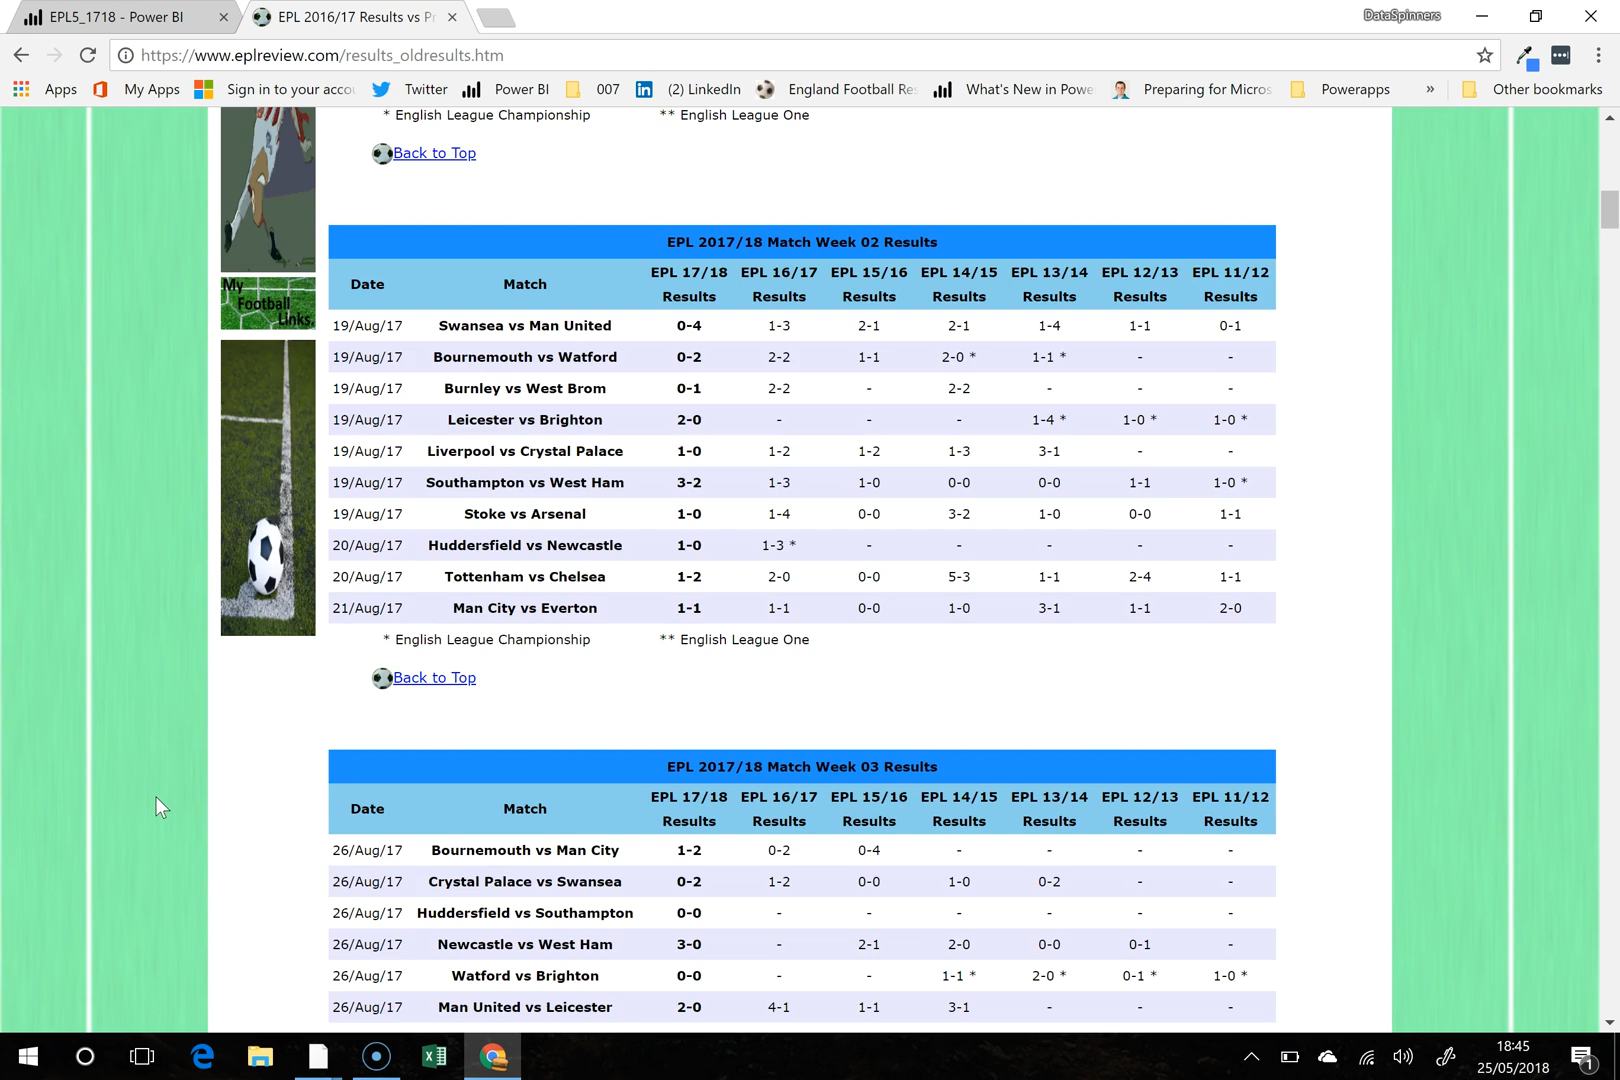 EPL5_1718 - Power BI
EPL 2016/17 Results vs Pr
DataSpinners
https://www.eplreview.com/results_oldresults.htm
Apps My Apps Sign in to your accou Twitter Power BI 007 (2) LinkedIn England Football Res What's New in Powe Preparing for Micros Powerapps » Other bookmarks
* English League Championship ** English League One
Back to Top
My
Football
Links.
EPL 2017/18 Match Week 02 Results
Date Match EPL 17/18 Results EPL 16/17 Results EPL 15/16 Results EPL 14/15 Results EPL 13/14 Results EPL 12/13 Results EPL 11/12 Results
19/Aug/17 Swansea vs Man United 0-4 1-3 2-1 2-1 1-4 1-1 0-1
19/Aug/17 Bournemouth vs Watford 0-2 2-2 1-1 2-0 * 1-1 * - -
19/Aug/17 Burnley vs West Brom 0-1 2-2 - 2-2 - - -
19/Aug/17 Leicester vs Brighton 2-0 - - - 1-4 * 1-0 * 1-0 *
19/Aug/17 Liverpool vs Crystal Palace 1-0 1-2 1-2 1-3 3-1 - -
19/Aug/17 Southampton vs West Ham 3-2 1-3 1-0 0-0 0-0 1-1 1-0 *
19/Aug/17 Stoke vs Arsenal 1-0 1-4 0-0 3-2 1-0 0-0 1-1
20/Aug/17 Huddersfield vs Newcastle 1-0 1-3 * - - - - -
20/Aug/17 Tottenham vs Chelsea 1-2 2-0 0-0 5-3 1-1 2-4 1-1
21/Aug/17 Man City vs Everton 1-1 1-1 0-0 1-0 3-1 1-1 2-0
* English League Championship ** English League One
Back to Top
EPL 2017/18 Match Week 03 Results
Date Match EPL 17/18 Results EPL 16/17 Results EPL 15/16 Results EPL 14/15 Results EPL 13/14 Results EPL 12/13 Results EPL 11/12 Results
26/Aug/17 Bournemouth vs Man City 1-2 0-2 0-4 - - - -
26/Aug/17 Crystal Palace vs Swansea 0-2 1-2 0-0 1-0 0-2 - -
26/Aug/17 Huddersfield vs Southampton 0-0 - - - - - -
26/Aug/17 Newcastle vs West Ham 3-0 - 2-1 2-0 0-0 0-1 -
26/Aug/17 Watford vs Brighton 0-0 - - 1-1 * 2-0 * 0-1 * 1-0 *
26/Aug/17 Man United vs Leicester 2-0 4-1 1-1 3-1 - - -
18:45
25/05/2018
1